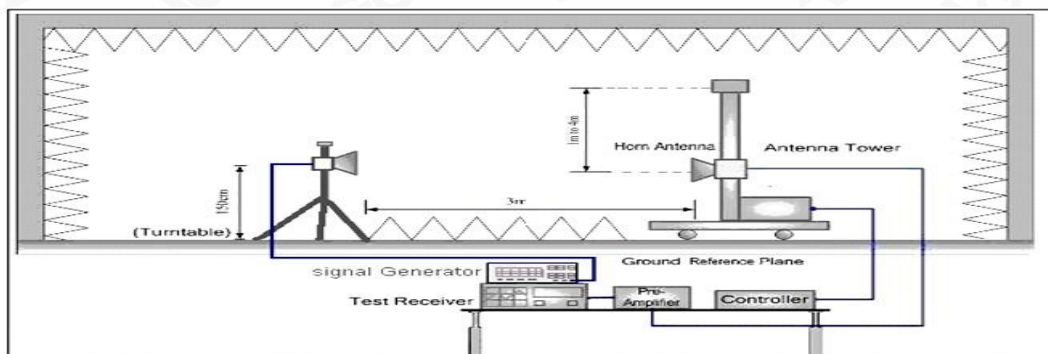 1m to 4m
Horn Antenna
Antenna Tower
150cm
3m
(Turntable)
Ground Reference Plane
signal Generator
Test Receiver
Pre-
Amplifier
Controller